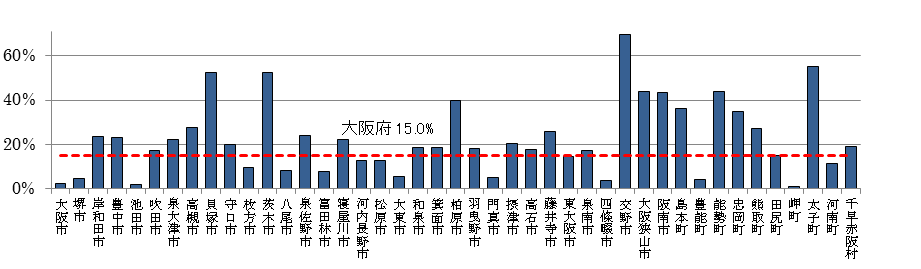 60%
40%
20%
0%
大阪府 15.0%
大阪市
堺市
岸和田市
豊中市
池田市
吹田市
泉大津市
高槻市
貝塚市
守口市
枚方市
茨木市
八尾市
泉佐野市
富田林市
寝屋川市
河内長野市
松原市
大東市
和泉市
箕面市
柏原市
羽曳野市
門真市
摂津市
高石市
藤井寺市
東大阪市
泉南市
四條畷市
交野市
大阪狭山市
阪南市
島本町
豊能町
能勢町
忠岡町
熊取町
田尻町
岬町
太子町
河南町
千早赤阪村